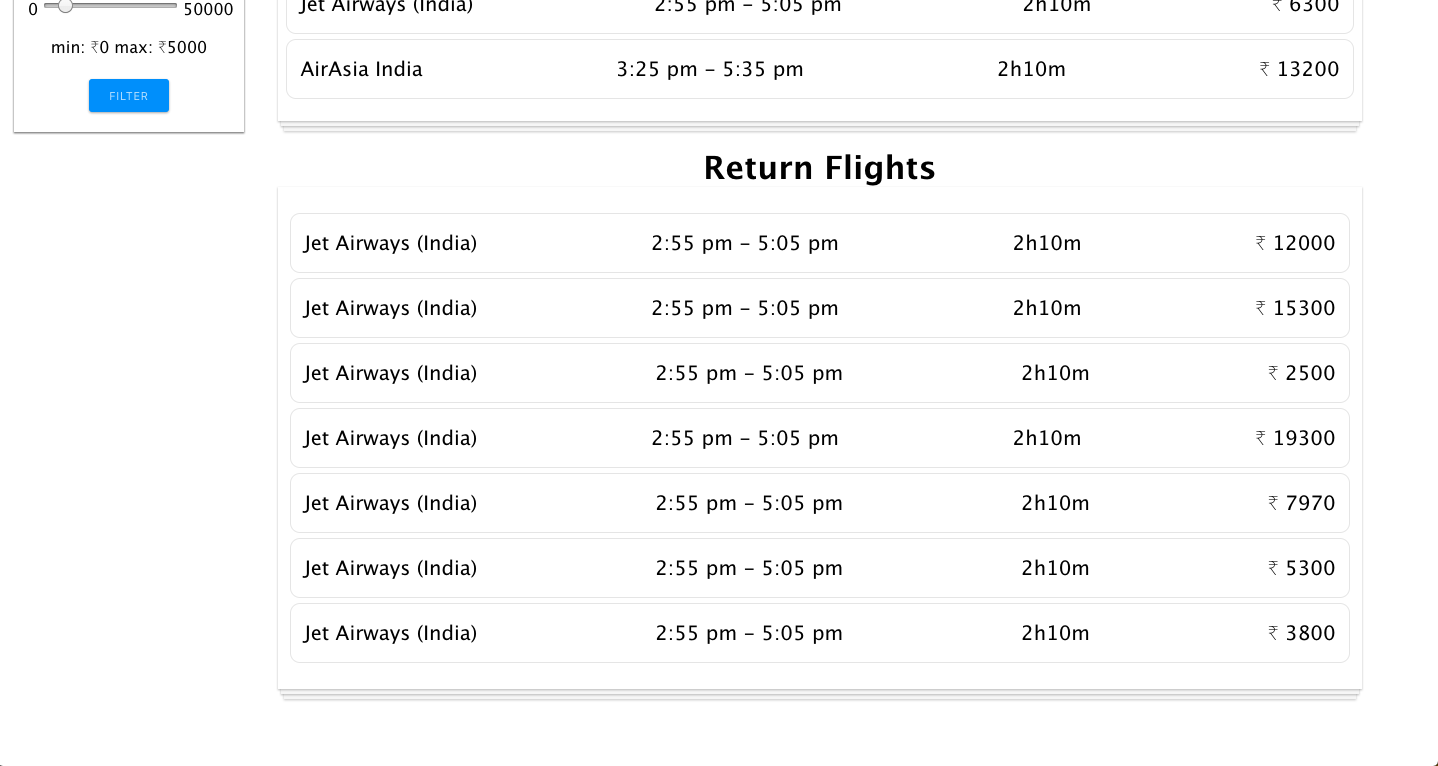 0 50000
min: ₹0 max: ₹5000
FILTER
Jet Airways (India) 2:55 pm – 5:05 pm 2h10m ₹ 6300
AirAsia India 3:25 pm – 5:35 pm 2h10m ₹ 13200
Return Flights
Jet Airways (India) 2:55 pm – 5:05 pm 2h10m ₹ 12000
Jet Airways (India) 2:55 pm – 5:05 pm 2h10m ₹ 15300
Jet Airways (India) 2:55 pm – 5:05 pm 2h10m ₹ 2500
Jet Airways (India) 2:55 pm – 5:05 pm 2h10m ₹ 19300
Jet Airways (India) 2:55 pm – 5:05 pm 2h10m ₹ 7970
Jet Airways (India) 2:55 pm – 5:05 pm 2h10m ₹ 5300
Jet Airways (India) 2:55 pm – 5:05 pm 2h10m ₹ 3800